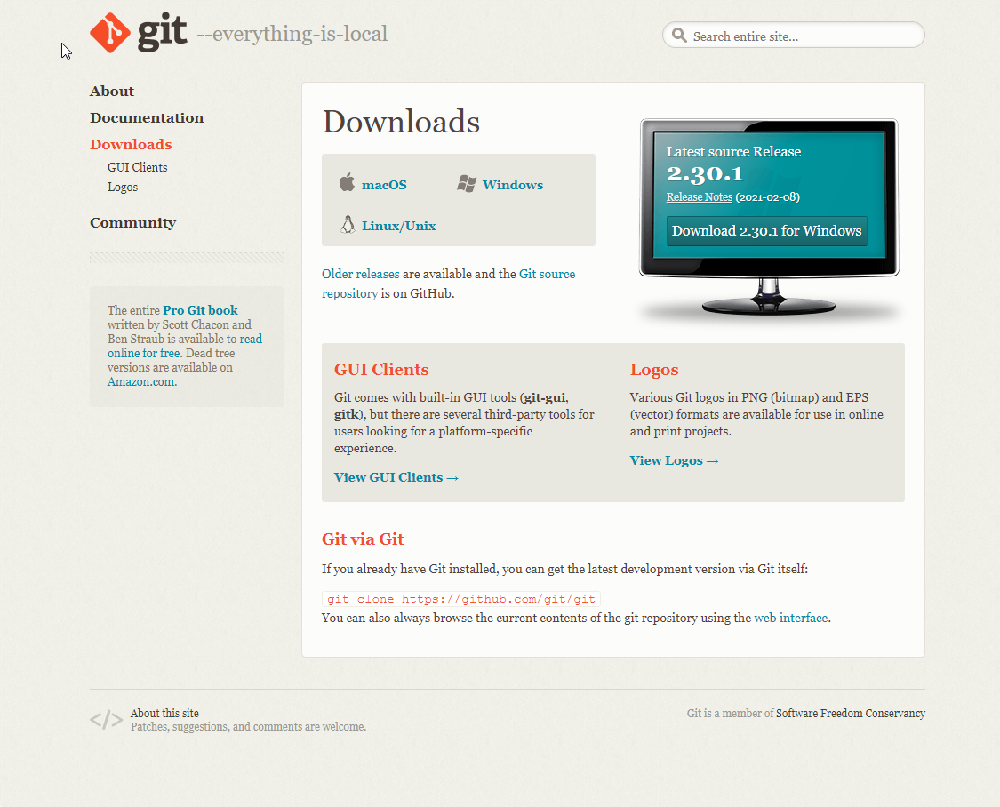 git --everything-is-local
Search entire site...
About
Documentation
Downloads
GUI Clients
Logos
Community
The entire Pro Git book
written by Scott Chacon and
Ben Straub is available to read
online for free. Dead tree
versions are available on
Amazon.com.
Downloads
macOS
Windows
Linux/Unix
Older releases are available and the Git source
repository is on GitHub.
Latest source Release
2.30.1
Release Notes (2021-02-08)
Download 2.30.1 for Windows
GUI Clients
Git comes with built-in GUI tools (git-gui,
gitk), but there are several third-party tools for
users looking for a platform-specific
experience.
View GUI Clients →
Logos
Various Git logos in PNG (bitmap) and EPS
(vector) formats are available for use in online
and print projects.
View Logos →
Git via Git
If you already have Git installed, you can get the latest development version via Git itself:
git clone https://github.com/git/git
You can also always browse the current contents of the git repository using the web interface.
</> About this site
Patches, suggestions, and comments are welcome.
Git is a member of Software Freedom Conservancy